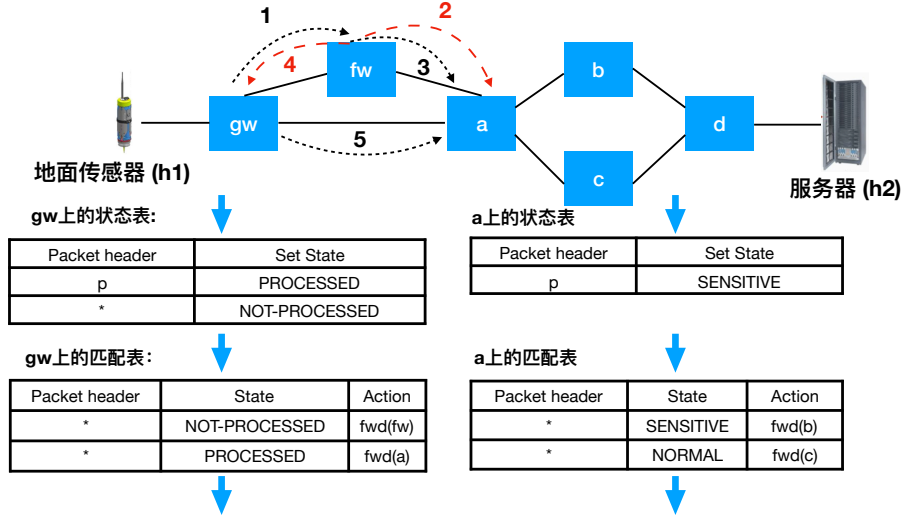 1
2
4
fw
3
b
gw
a
d
5
c
地面传感器 (h1)
服务器 (h2)
gw上的状态表:
Packet header Set State
p PROCESSED
* NOT-PROCESSED
a上的状态表
Packet header Set State
p SENSITIVE
gw上的匹配表：
Packet header State Action
* NOT-PROCESSED fwd(fw)
* PROCESSED fwd(a)
a上的匹配表：
Packet header State Action
* SENSITIVE fwd(b)
* NORMAL fwd(c)